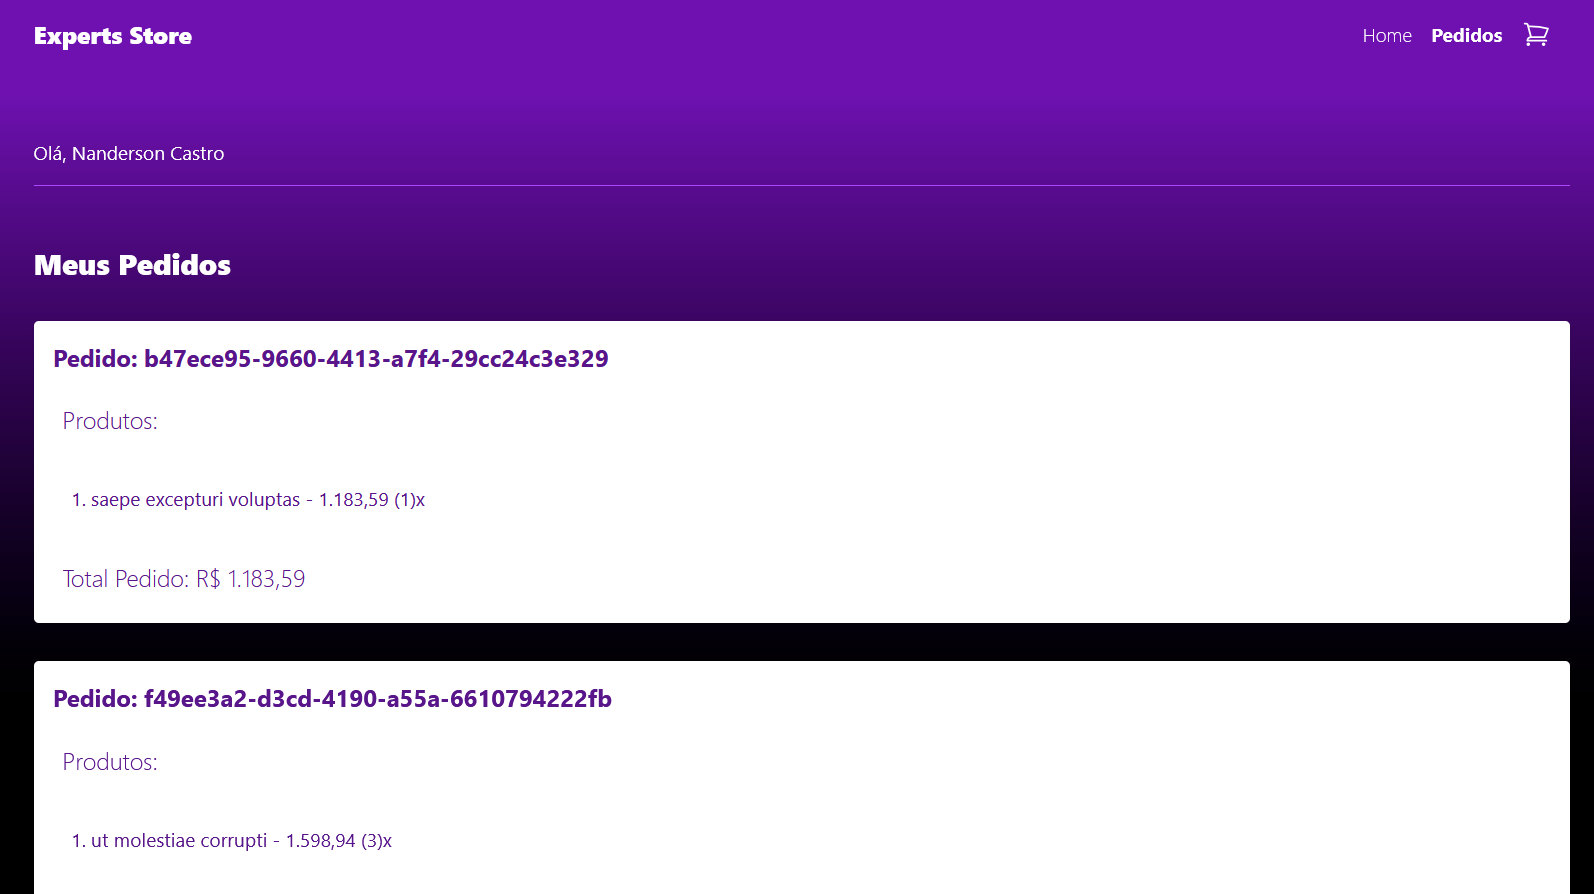 Experts Store
Home Pedidos
Olá, Nanderson Castro
Meus Pedidos
Pedido: b47ece95-9660-4413-a7f4-29cc24c3e329
Produtos:
1. saepe excepturi voluptas - 1.183,59 (1)x
Total Pedido: R$ 1.183,59
Pedido: f49ee3a2-d3cd-4190-a55a-6610794222fb
Produtos:
1. ut molestiae corrupti - 1.598,94 (3)x